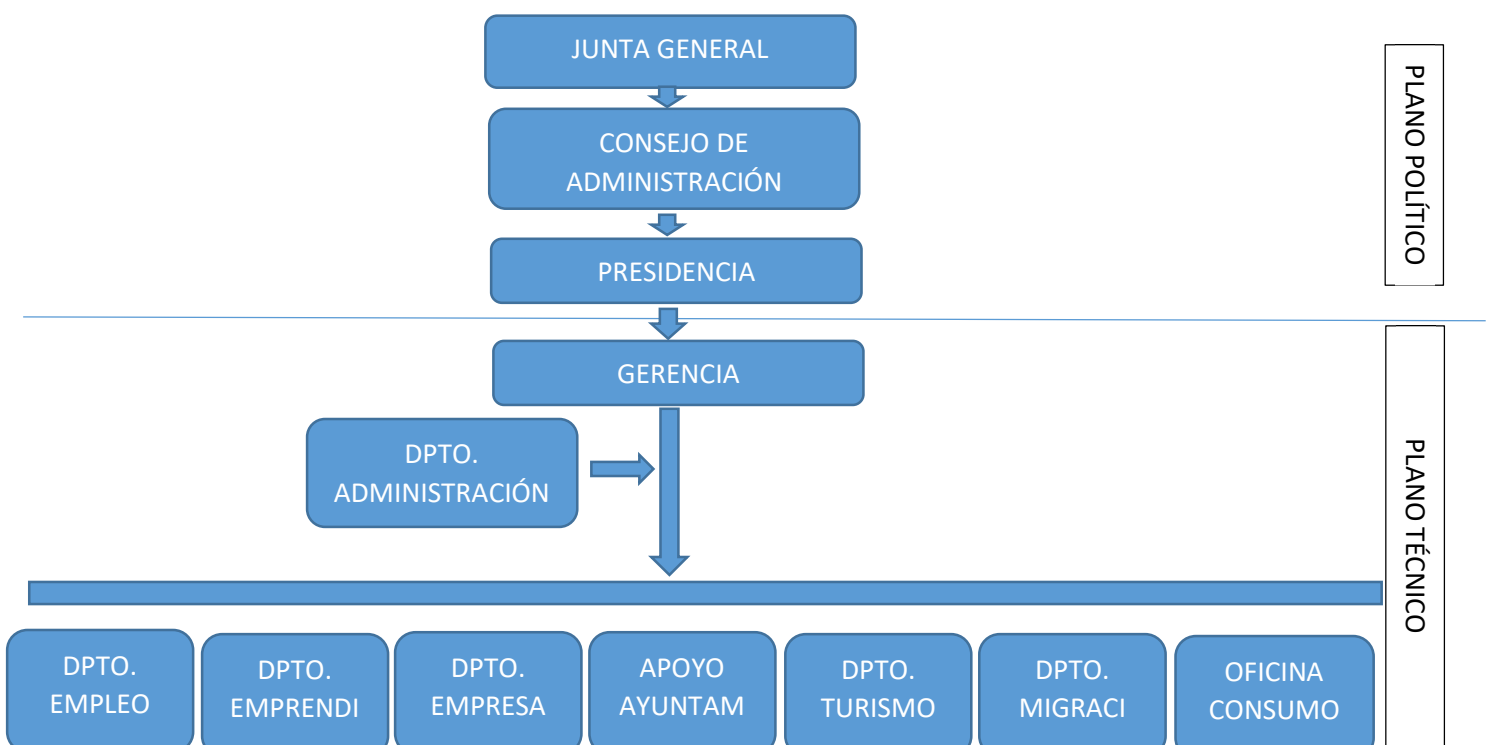 JUNTA GENERAL
CONSEJO DE
ADMINISTRACIÓN
PRESIDENCIA
PLANO POLÍTICO
GERENCIA
DPTO.
ADMINISTRACIÓN
PLANO TÉCNICO
DPTO.
EMPLEO
DPTO.
EMPRENDI
DPTO.
EMPRESA
APOYO
AYUNTAM
DPTO.
TURISMO
DPTO.
MIGRACI
OFICINA
CONSUMO